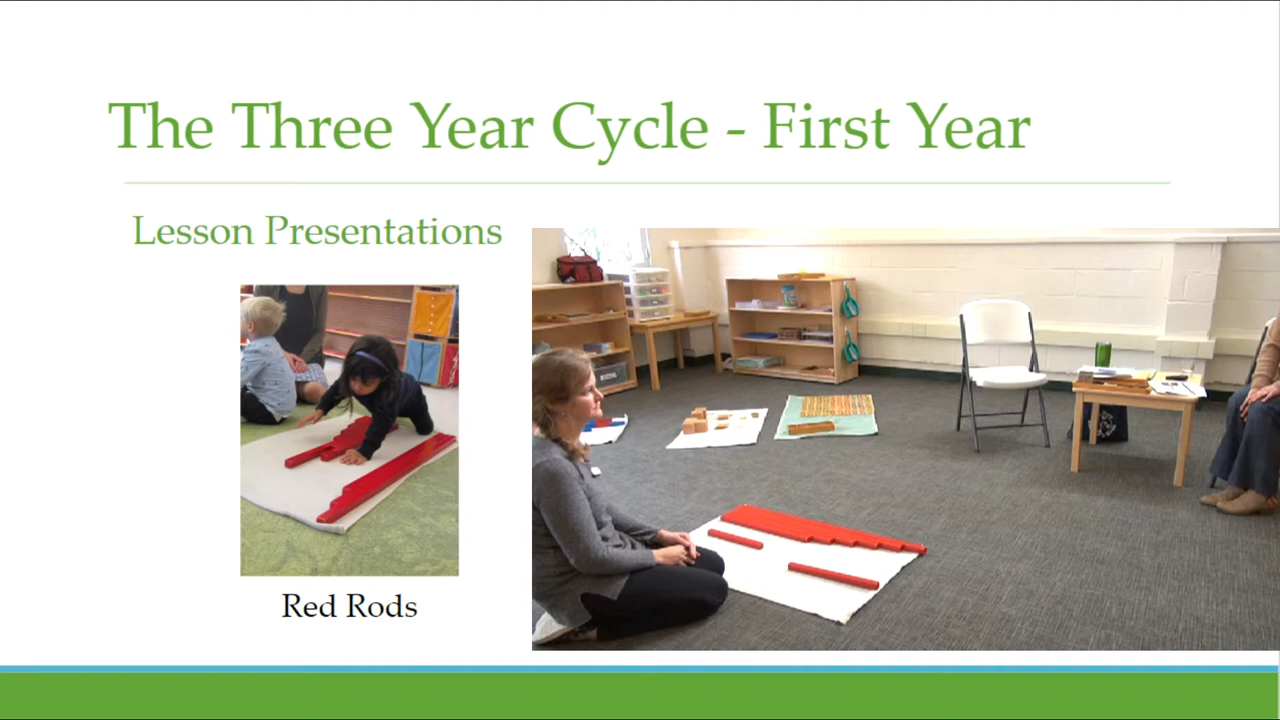 The Three Year Cycle - First Year
Lesson Presentations
Red Rods